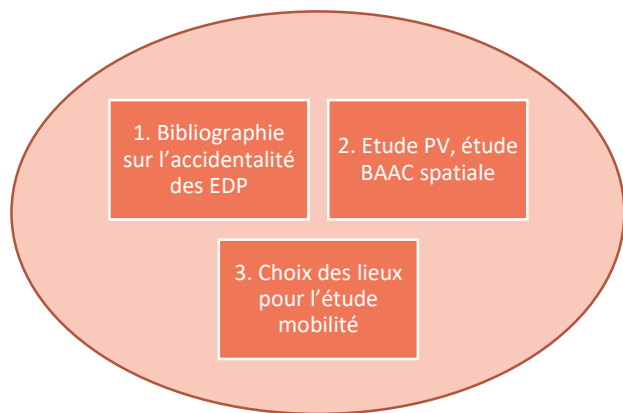 1. Bibliographie
sur l'accidentalité
des EDP
2. Etude PV, étude
BAAC spatiale
3. Choix des lieux
pour l'étude
mobilité